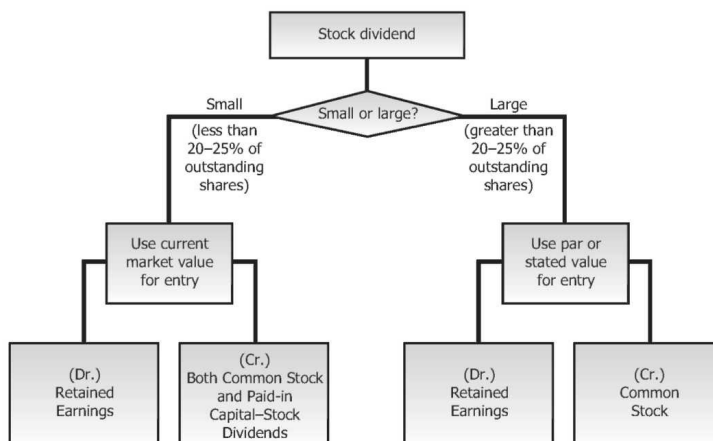 Stock dividend
Small or large?
Small
(less than
20–25% of
outstanding
shares)
Large
(greater than
20–25% of
outstanding
shares)
Use current
market value
for entry
Use par or
stated value
for entry
(Dr.)
Retained
Earnings
(Cr.)
Both Common Stock
and Paid-in
Capital–Stock
Dividends
(Dr.)
Retained
Earnings
(Cr.)
Common
Stock